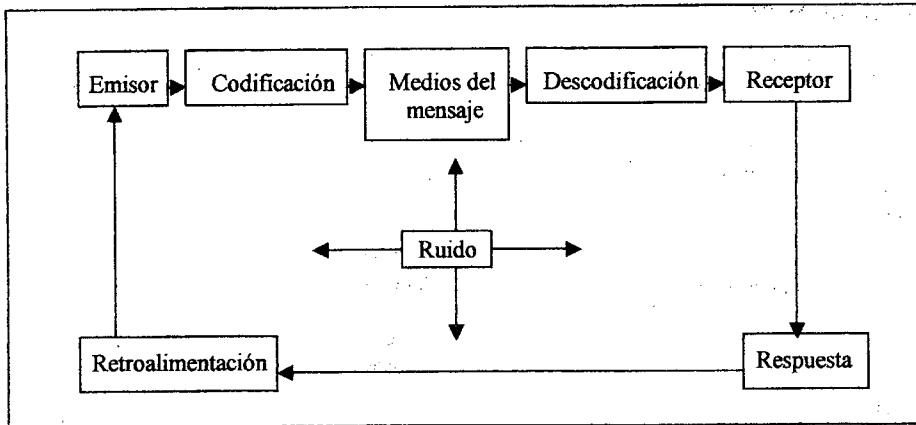 Emisor
Codificación
Medios del
mensaje
Descodificación
Receptor
Ruido
Retroalimentación
Respuesta